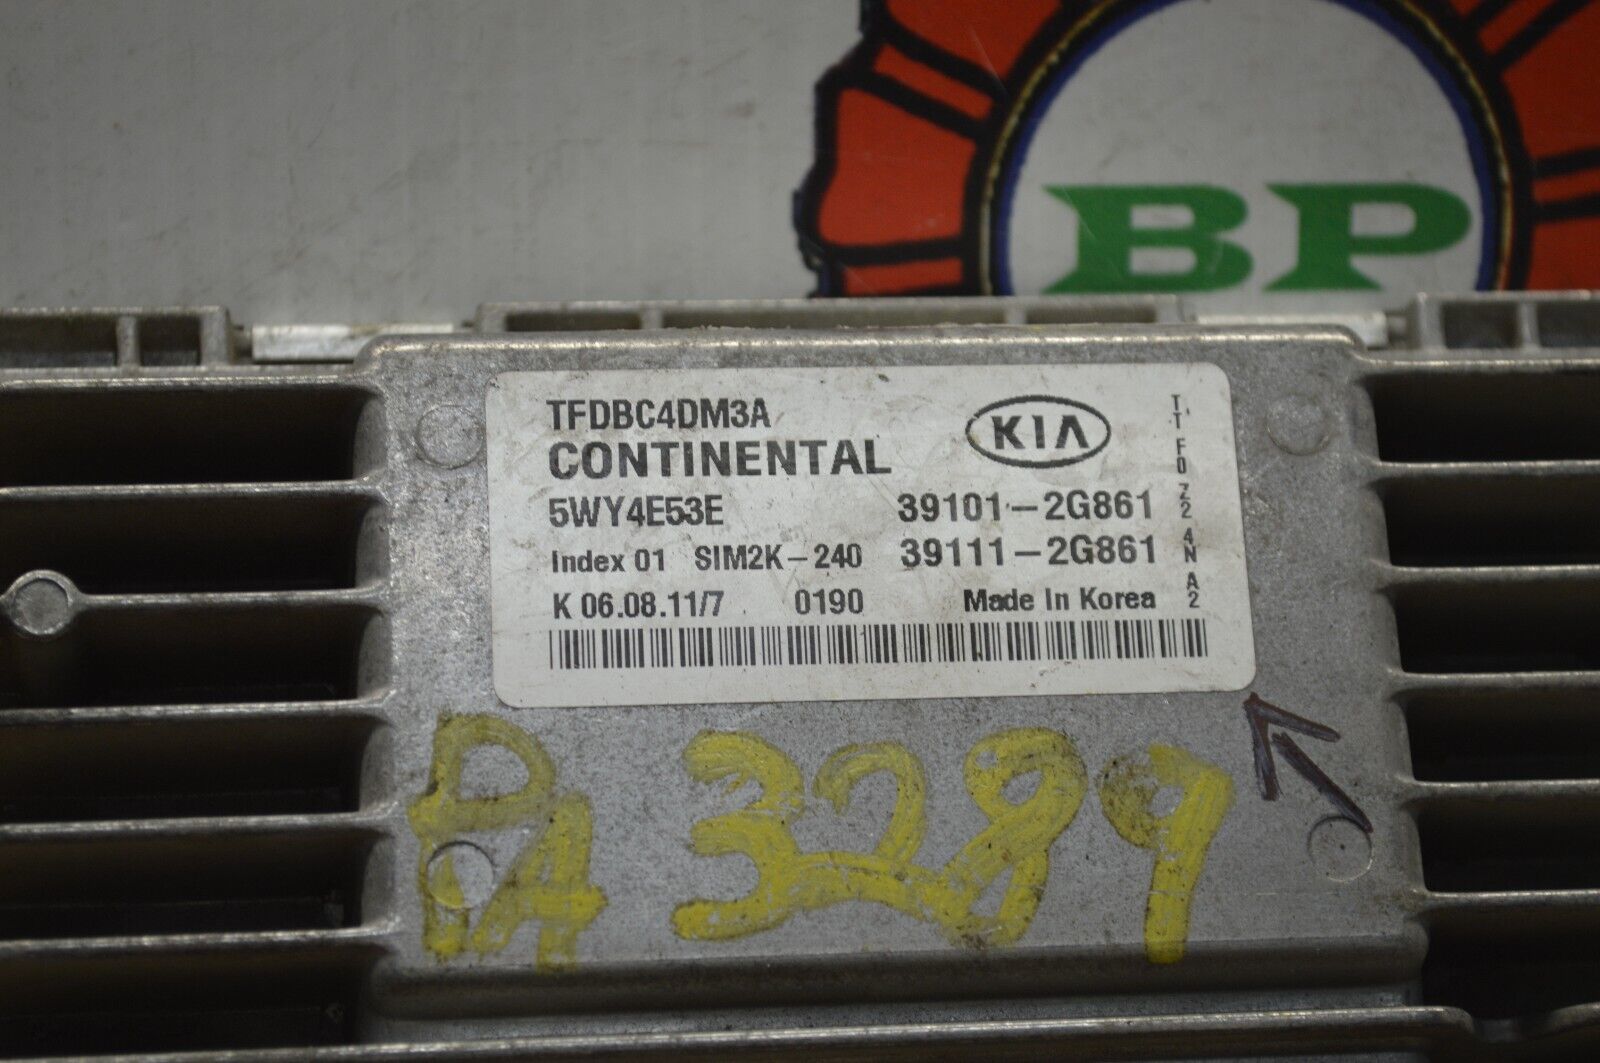 BP
TFDBC4DM3A
CONTINENTAL
KIA
5WY4E53E 39101-2G861
Index 01 SIM2K-240 39111-2G861
K 06.08.11/7 0190 Made In Korea
TTF0Z24NA2
PA 3289